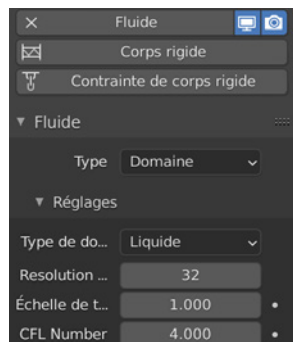 Fluide
Corps rigide
Contrainte de corps rigide
Fluide
Type Domaine
Réglages
Type de do... Liquide
Resolution ... 32
Échelle de t... 1.000
CFL Number 4.000